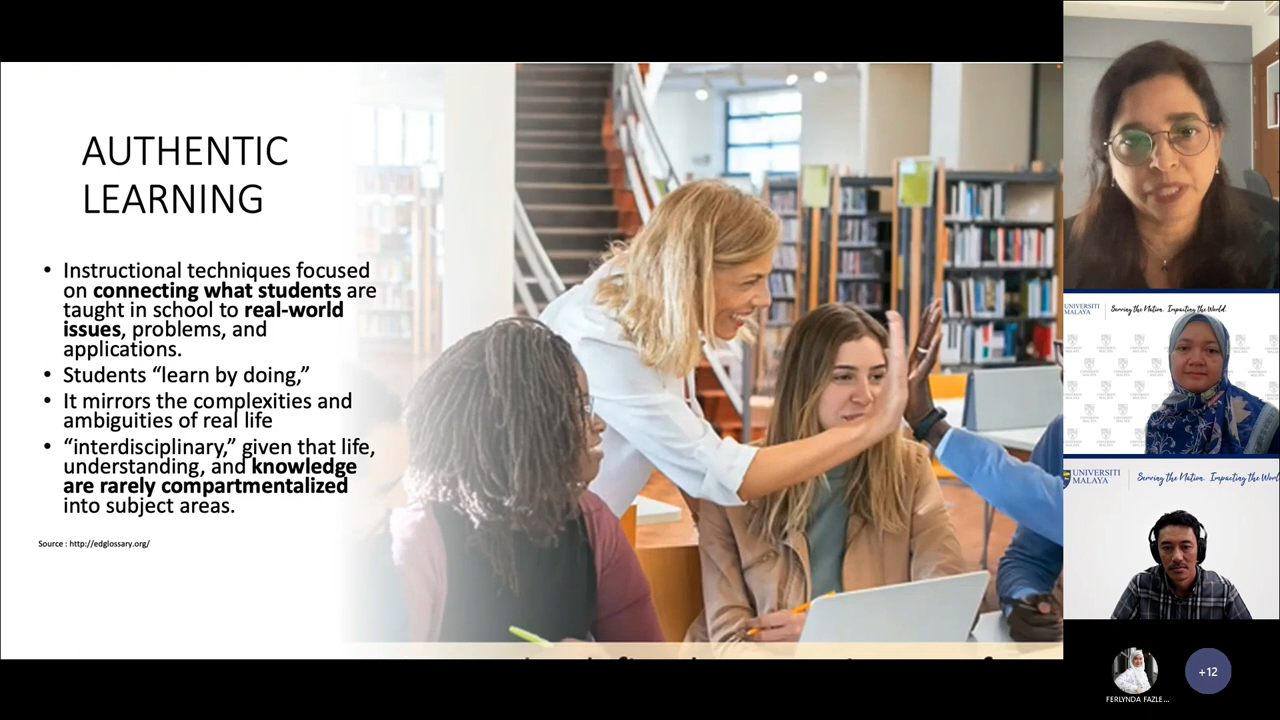 AUTHENTIC
LEARNING
• Instructional techniques focused
on connecting what students are
taught in school to real-world
issues, problems, and
applications.
• Students “learn by doing,”
• It mirrors the complexities and
ambiguities of real life
• “interdisciplinary,” given that life,
understanding, and knowledge
are rarely compartmentalized
into subject areas.
Source : http://edglossary.org/
UNIVERSITI
MALAYA
Serving the Nation. Impacting the World.
UNIVERSITI
MALAYA
Serving the Nation. Impacting the World
FERLYNDA FAZLE...
+12